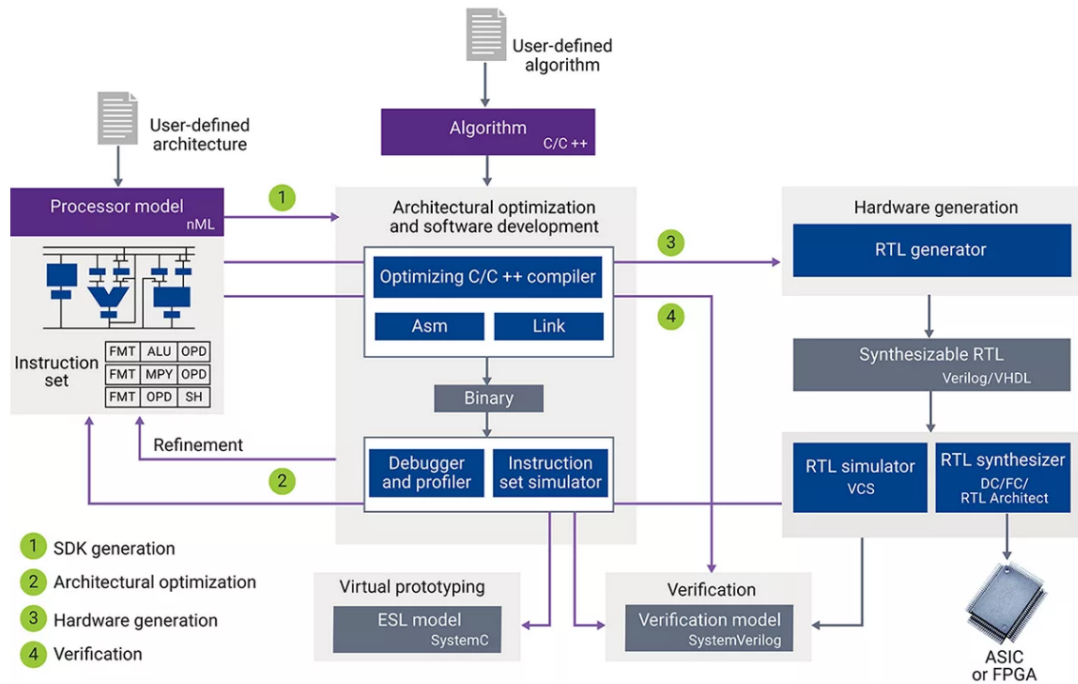 User-defined
algorithm
User-defined
architecture
Algorithm
C/C ++
Processor model
nML
1
Architectural optimization
and software development
Hardware generation
3
RTL generator
Optimizing C/C ++ compiler
4
Asm
Link
Instruction
set
FMT ALU OPD
FMT MPY OPD
FMT OPD SH
Synthesizable RTL
Verilog/VHDL
Binary
Refinement
2
Debugger
and profiler
Instruction
set simulator
RTL simulator
VCS
RTL synthesizer
DC/FC/
RTL Architect
1 SDK generation
2 Architectural optimization
3 Hardware generation
4 Verification
Virtual prototyping
ESL model
SystemC
Verification
Verification model
SystemVerilog
ASIC
or FPGA